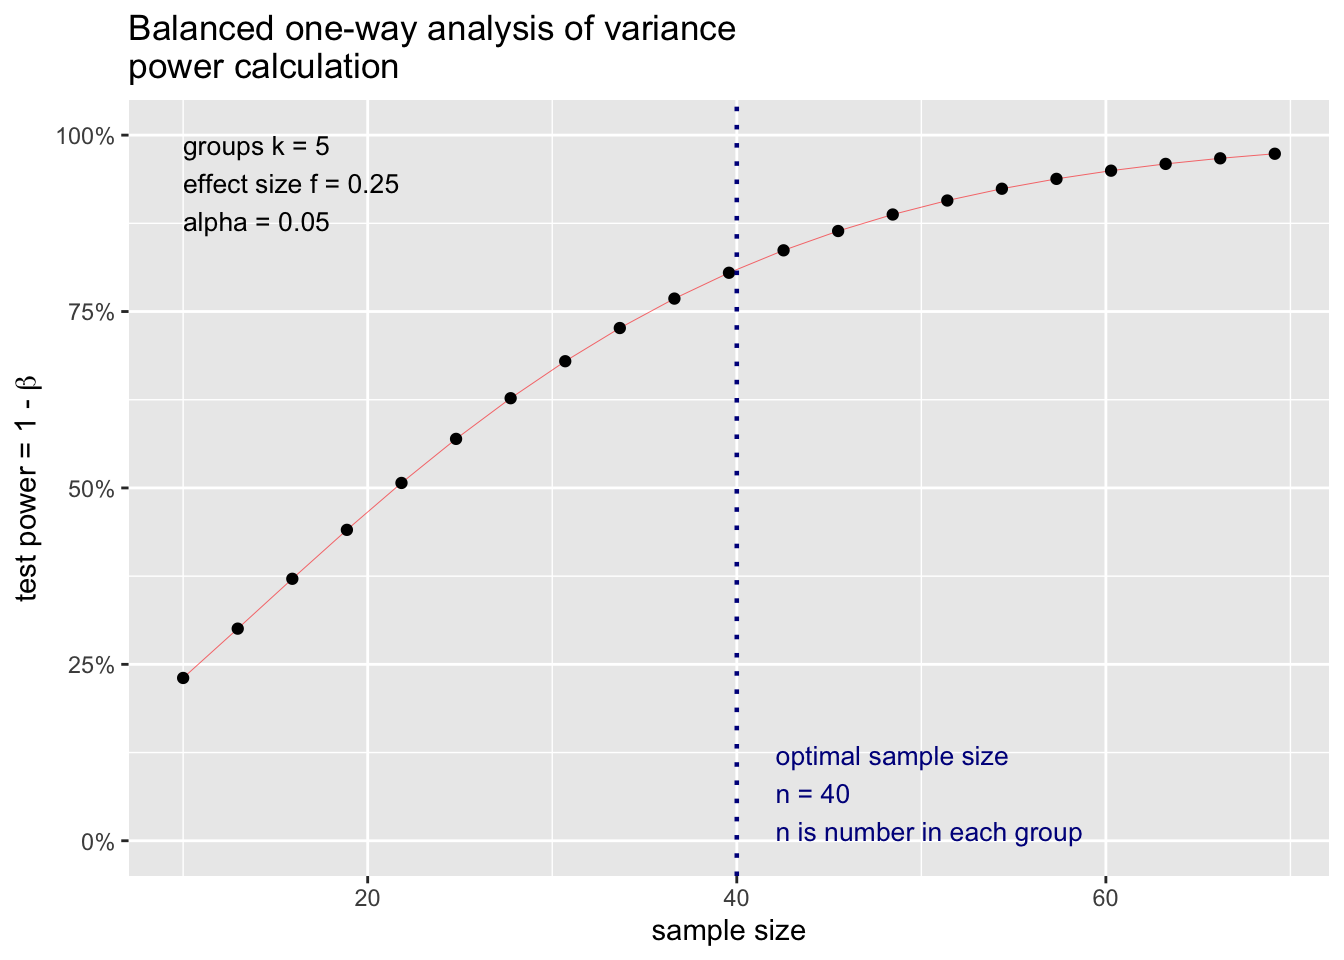 Balanced one-way analysis of variance
power calculation
100%
75%
50%
25%
0%
test power = 1 - β
groups k = 5
effect size f = 0.25
alpha = 0.05
optimal sample size
n = 40
n is number in each group
20
40
60
sample size